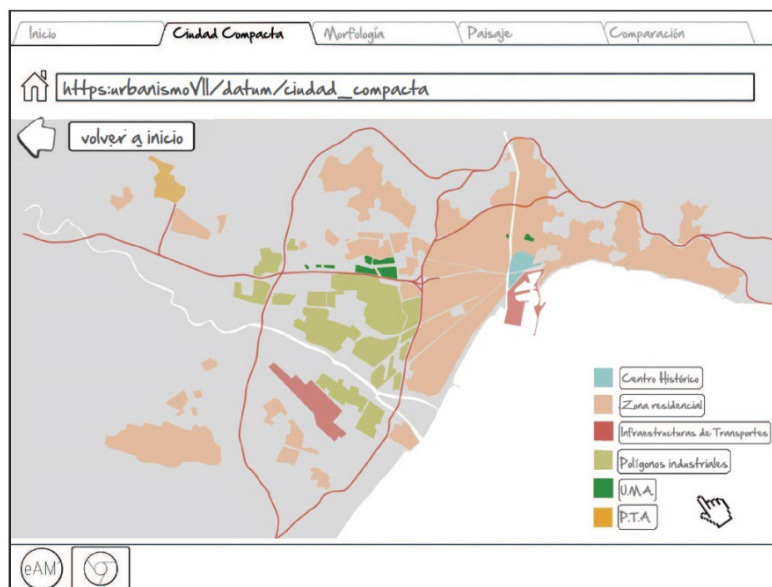 Inicio
Ciudad Compacta
Morfología
Paisaje
Comparación
https:urbanismoVII/datum/ciudad_compacta
volver a inicio
Centro Histórico
Zona residencial
Infraestructuras de Transportes
Polígonos industriales
U.M.A.
P.T.A
eAM